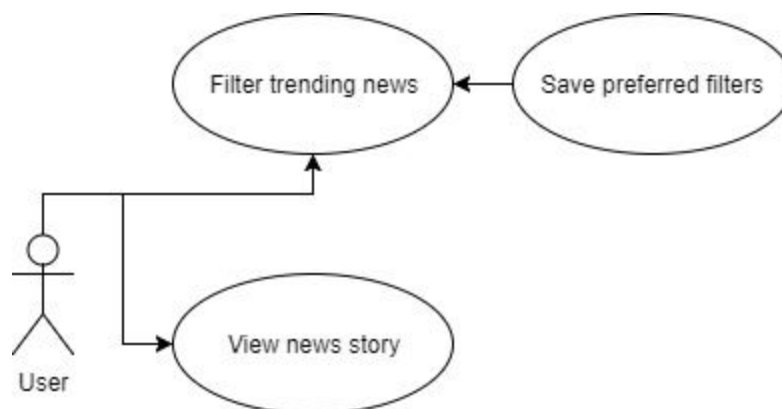 Filter trending news
Save preferred filters
View news story
User